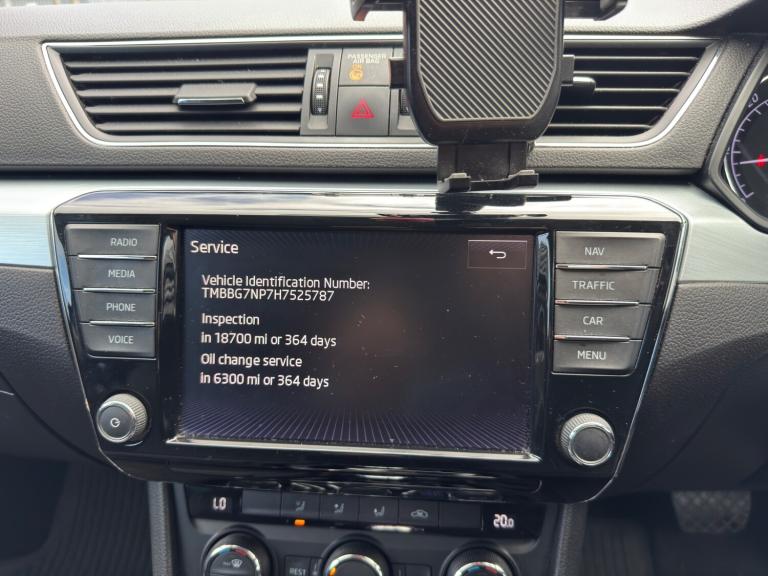 PASSENGER
AIR BAG
ON
RADIO
MEDIA
PHONE
VOICE
Service
Vehicle Identification Number:
TMBBG7NP7H7525787
Inspection
in 18700 mi or 364 days
Oil change service
in 6300 mi or 364 days
NAV
TRAFFIC
CAR
MENU
LO
20.0
REST